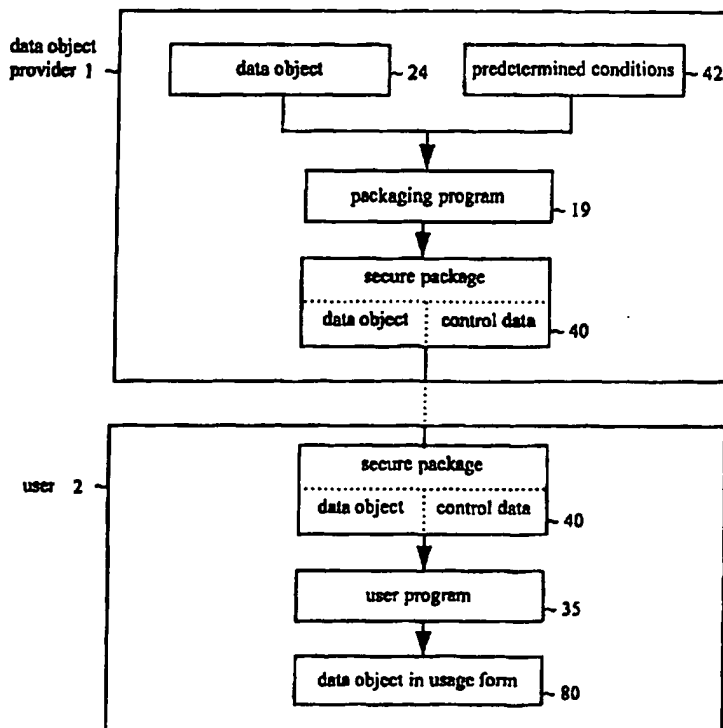 data object
provider 1
data object
24
predetermined conditions
42
packaging program
19
secure package
data object
control data
40
user 2
secure package
data object
control data
40
user program
35
data object in usage form
80